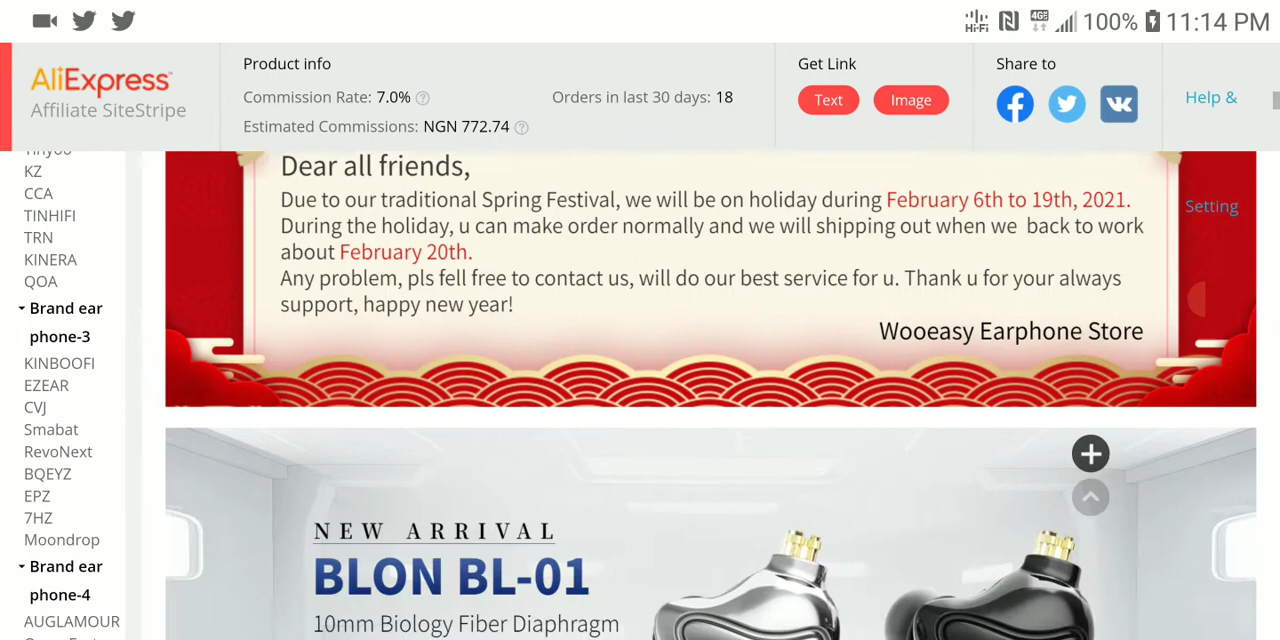 Hi-Fi 4GE 100% 11:14 PM
AliExpress
Affiliate SiteStripe
Product info
Commission Rate: 7.0% ?
Orders in last 30 days: 18
Estimated Commissions: NGN 772.74 ?
Get Link
Text Image
Share to
Help &
Setting
KZ
CCA
TINHIFI
TRN
KINERA
QOA
Brand ear
phone-3
KINBOOFI
EZEAR
CVJ
Smabat
RevoNext
BQEYZ
EPZ
7HZ
Moondrop
Brand ear
phone-4
AUGLAMOUR
Dear all friends,
Due to our traditional Spring Festival, we will be on holiday during February 6th to 19th, 2021.
During the holiday, u can make order normally and we will shipping out when we back to work
about February 20th.
Any problem, pls fell free to contact us, will do our best service for u. Thank u for your always
support, happy new year!
Wooeasy Earphone Store
NEW ARRIVAL
BLON BL-01
10mm Biology Fiber Diaphragm